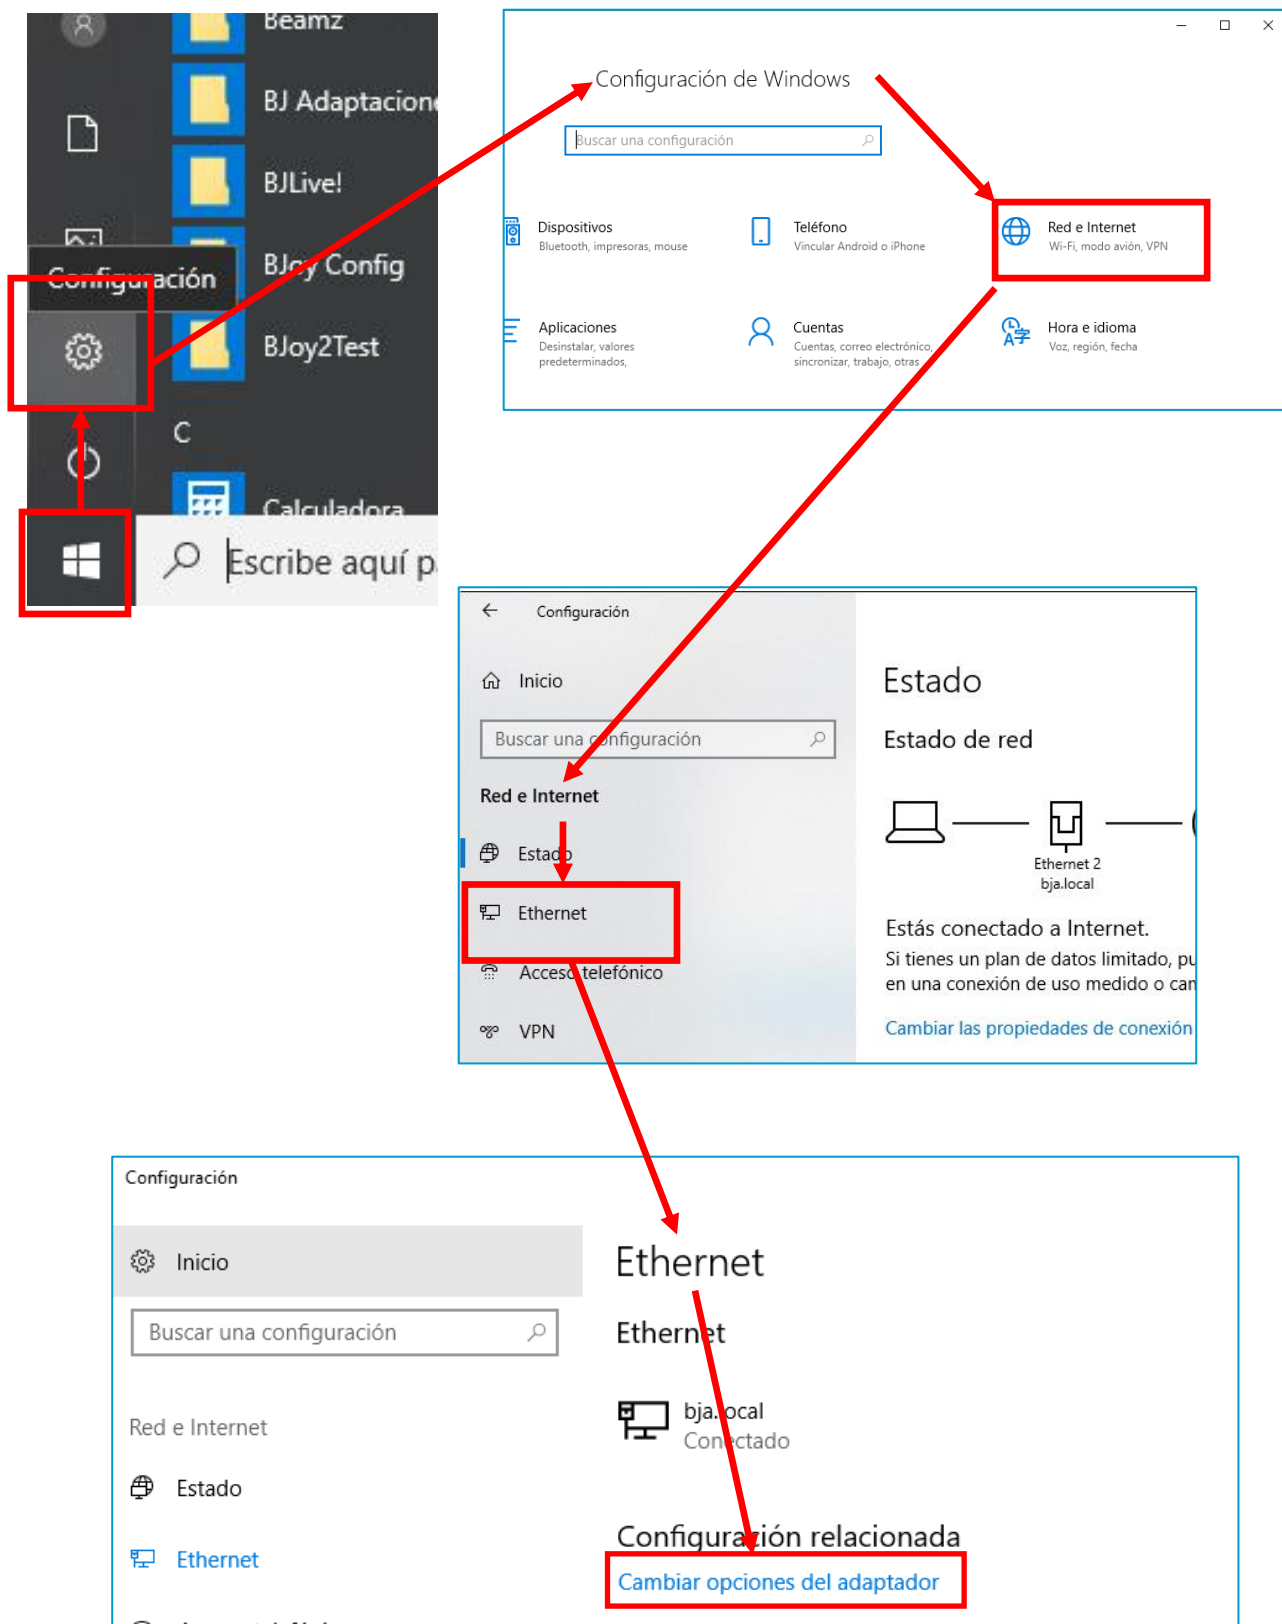 Beamz
BJ Adaptacione
BJLive!
BJoy Config
Configuración
BJoy2Test
C
Calculadora
Escribe aquí p
Configuración de Windows
Buscar una configuración
Dispositivos
Bluetooth, impresoras, mouse
Teléfono
Vincular Android o iPhone
Red e Internet
Wi-Fi, modo avión, VPN
Aplicaciones
Desinstalar, valores
predeterminados,
Cuentas
Cuentas, correo electrónico,
sincronizar, trabajo, otras
Hora e idioma
Voz, región, fecha
Configuración
Inicio
Buscar una configuración
Red e Internet
Estado
Ethernet
Acceso telefónico
VPN
Estado
Estado de red
Ethernet 2
bja.local
Estás conectado a Internet.
Si tienes un plan de datos limitado, pu
en una conexión de uso medido o can
Cambiar las propiedades de conexión
Configuración
Inicio
Buscar una configuración
Red e Internet
Estado
Ethernet
Ethernet
Ethernet
bja.local
Conectado
Configuración relacionada
Cambiar opciones del adaptador